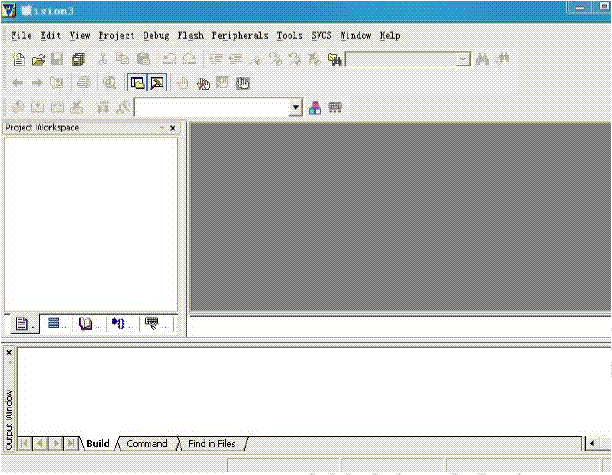 File Edit View Project Debug Flash Peripherals Tools SVCS Window Help
Project Workspace
Output Window
Build Command Find in Files